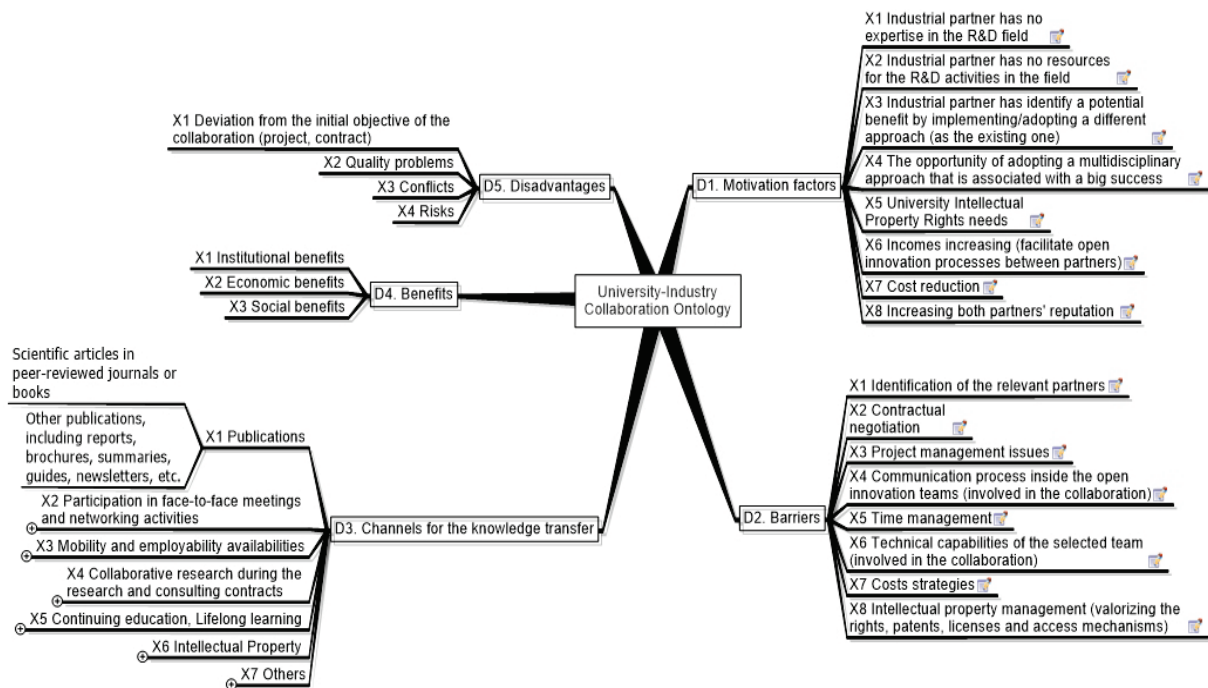 University-Industry
Collaboration Ontology
D1. Motivation factors
X1 Industrial partner has no
expertise in the R&D field
X2 Industrial partner has no resources
for the R&D activities in the field
X3 Industrial partner has identify a potential
benefit by implementing/adopting a different
approach (as the existing one)
X4 The opportunity of adopting a multidisciplinary
approach that is associated with a big success
X5 University Intellectual
Property Rights needs
X6 Incomes increasing (facilitate open
innovation processes between partners)
X7 Cost reduction
X8 Increasing both partners' reputation
D2. Barriers
X1 Identification of the relevant partners
X2 Contractual
negotiation
X3 Project management issues
X4 Communication process inside the open
innovation teams (involved in the collaboration)
X5 Time management
X6 Technical capabilities of the selected team
(involved in the collaboration)
X7 Costs strategies
X8 Intellectual property management (valorizing the
rights, patents, licenses and access mechanisms)
D3. Channels for the knowledge transfer
X1 Publications
Scientific articles in
peer-reviewed journals or
books
Other publications,
including reports,
brochures, summaries,
guides, newsletters, etc.
X2 Participation in face-to-face meetings
and networking activities
X3 Mobility and employability availabilities
X4 Collaborative research during the
research and consulting contracts
X5 Continuing education, Lifelong learning
X6 Intellectual Property
X7 Others
D4. Benefits
X1 Institutional benefits
X2 Economic benefits
X3 Social benefits
D5. Disadvantages
X1 Deviation from the initial objective of the
collaboration (project, contract)
X2 Quality problems
X3 Conflicts
X4 Risks